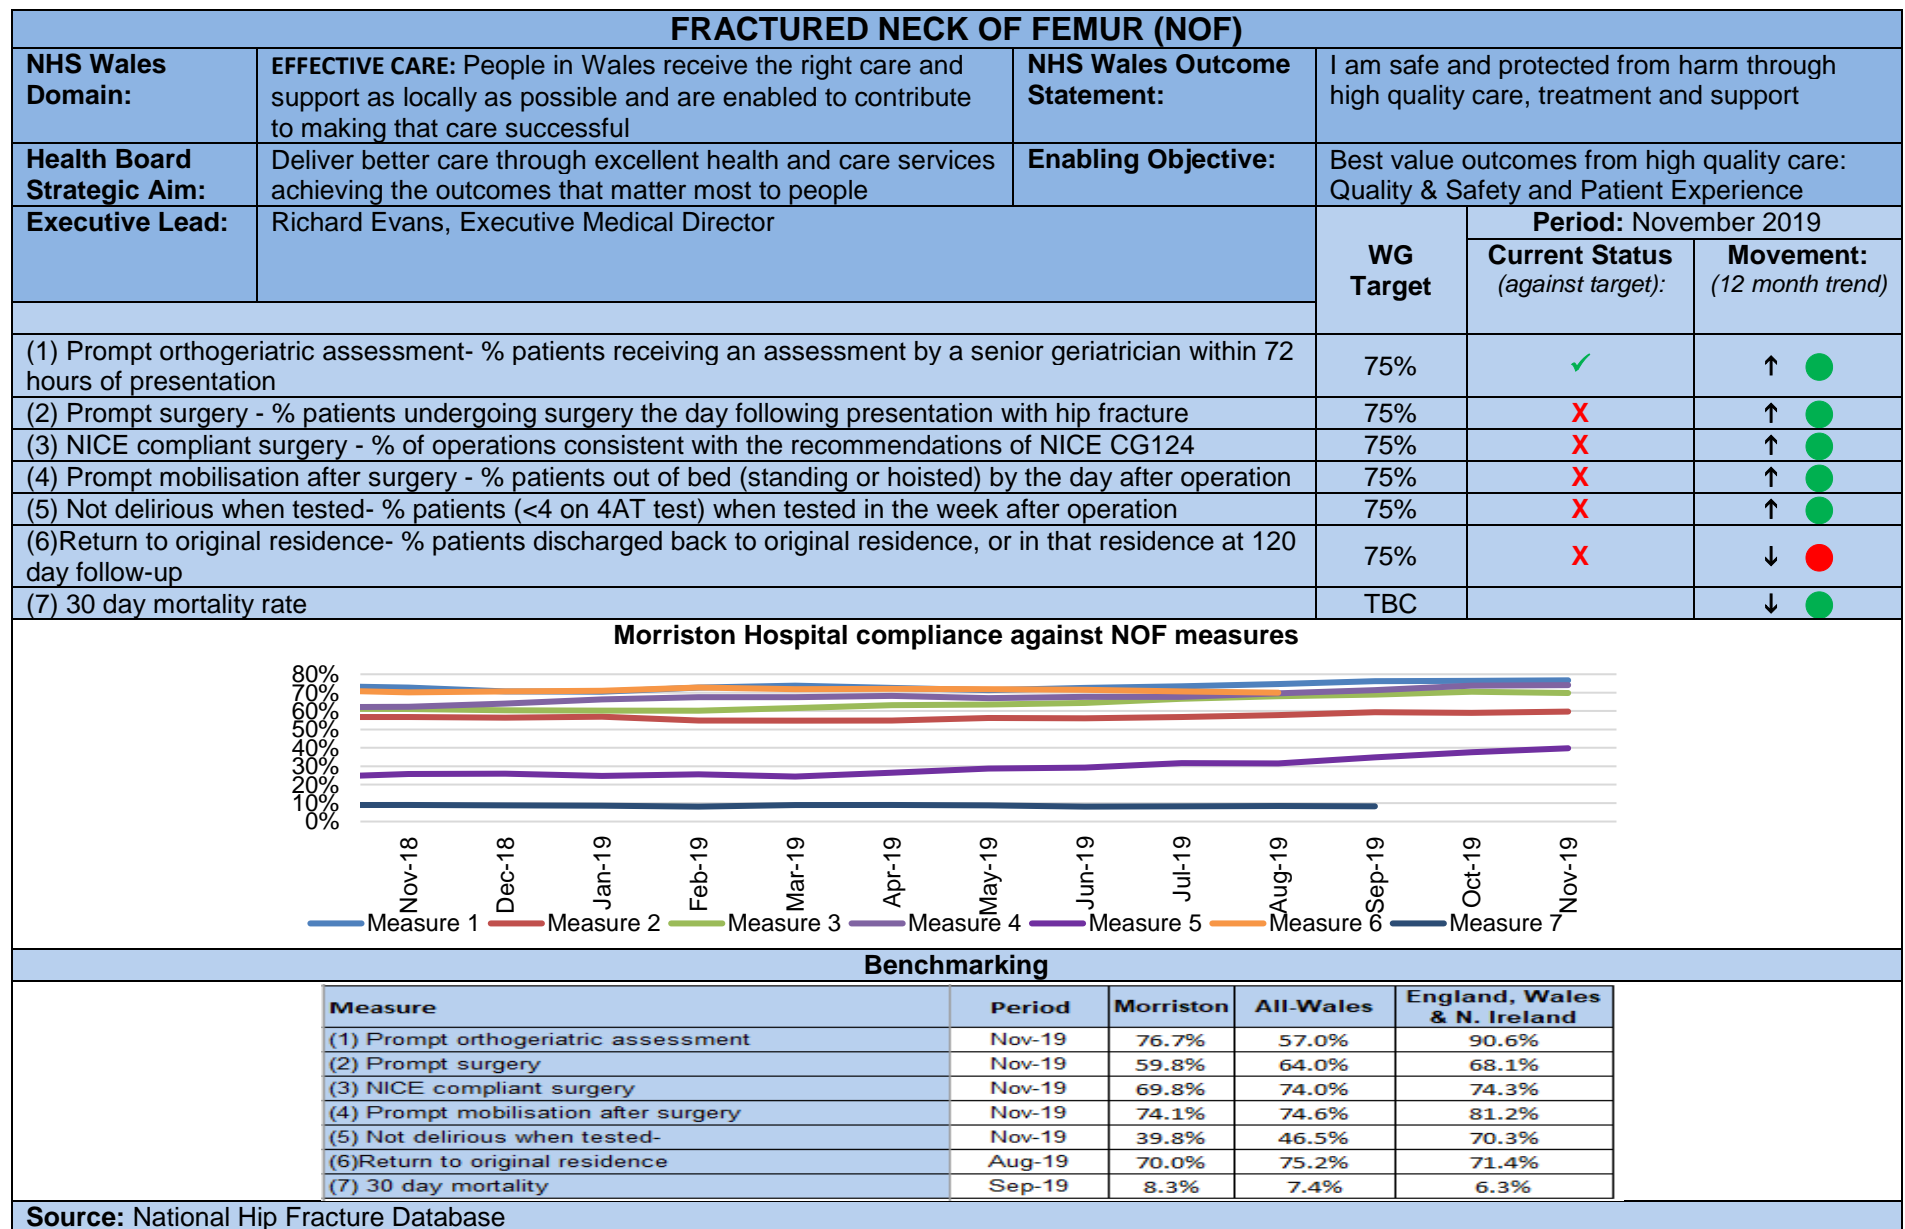 FRACTURED NECK OF FEMUR (NOF)
NHS Wales Domain:
EFFECTIVE CARE: People in Wales receive the right care and
support as locally as possible and are enabled to contribute
to making that care successful
NHS Wales Outcome Statement:
I am safe and protected from harm through
high quality care, treatment and support
Health Board Strategic Aim:
Deliver better care through excellent health and care services
achieving the outcomes that matter most to people
Enabling Objective:
Best value outcomes from high quality care:
Quality & Safety and Patient Experience
Executive Lead:
Richard Evans, Executive Medical Director
WG Target
Period: November 2019
Current Status
(against target):
Movement:
(12 month trend)
(1) Prompt orthogeriatric assessment- % patients receiving an assessment by a senior geriatrician within 72
hours of presentation
75% ✓ ↑
(2) Prompt surgery - % patients undergoing surgery the day following presentation with hip fracture 75% X ↑
(3) NICE compliant surgery - % of operations consistent with the recommendations of NICE CG124 75% X ↑
(4) Prompt mobilisation after surgery - % patients out of bed (standing or hoisted) by the day after operation 75% X ↑
(5) Not delirious when tested- % patients (<4 on 4AT test) when tested in the week after operation 75% X ↑
(6)Return to original residence- % patients discharged back to original residence, or in that residence at 120
day follow-up
75% X ↓
(7) 30 day mortality rate TBC ↓
Morriston Hospital compliance against NOF measures
80%
70%
60%
50%
40%
30%
20%
10%
0%
Nov-18 Dec-18 Jan-19 Feb-19 Mar-19 Apr-19 May-19 Jun-19 Jul-19 Aug-19 Sep-19 Oct-19 Nov-19
Measure 1 Measure 2 Measure 3 Measure 4 Measure 5 Measure 6 Measure 7
Benchmarking
Measure Period Morriston All-Wales England, Wales & N. Ireland
(1) Prompt orthogeriatric assessment Nov-19 76.7% 57.0% 90.6%
(2) Prompt surgery Nov-19 59.8% 64.0% 68.1%
(3) NICE compliant surgery Nov-19 69.8% 74.0% 74.3%
(4) Prompt mobilisation after surgery Nov-19 74.1% 74.6% 81.2%
(5) Not delirious when tested- Nov-19 39.8% 46.5% 70.3%
(6)Return to original residence Aug-19 70.0% 75.2% 71.4%
(7) 30 day mortality Sep-19 8.3% 7.4% 6.3%
Source: National Hip Fracture Database